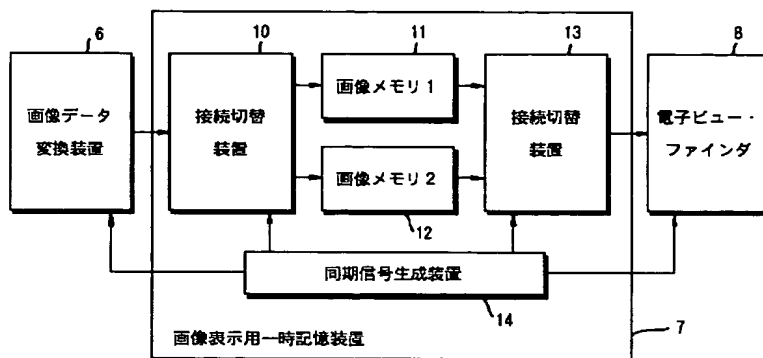 6
10
11
13
8
画像データ
変換装置
接続切替
装置
画像メモリ1
画像メモリ2
12
接続切替
装置
電子ビュー・
ファインダ
同期信号生成装置
14
7
画像表示用一時記憶装置